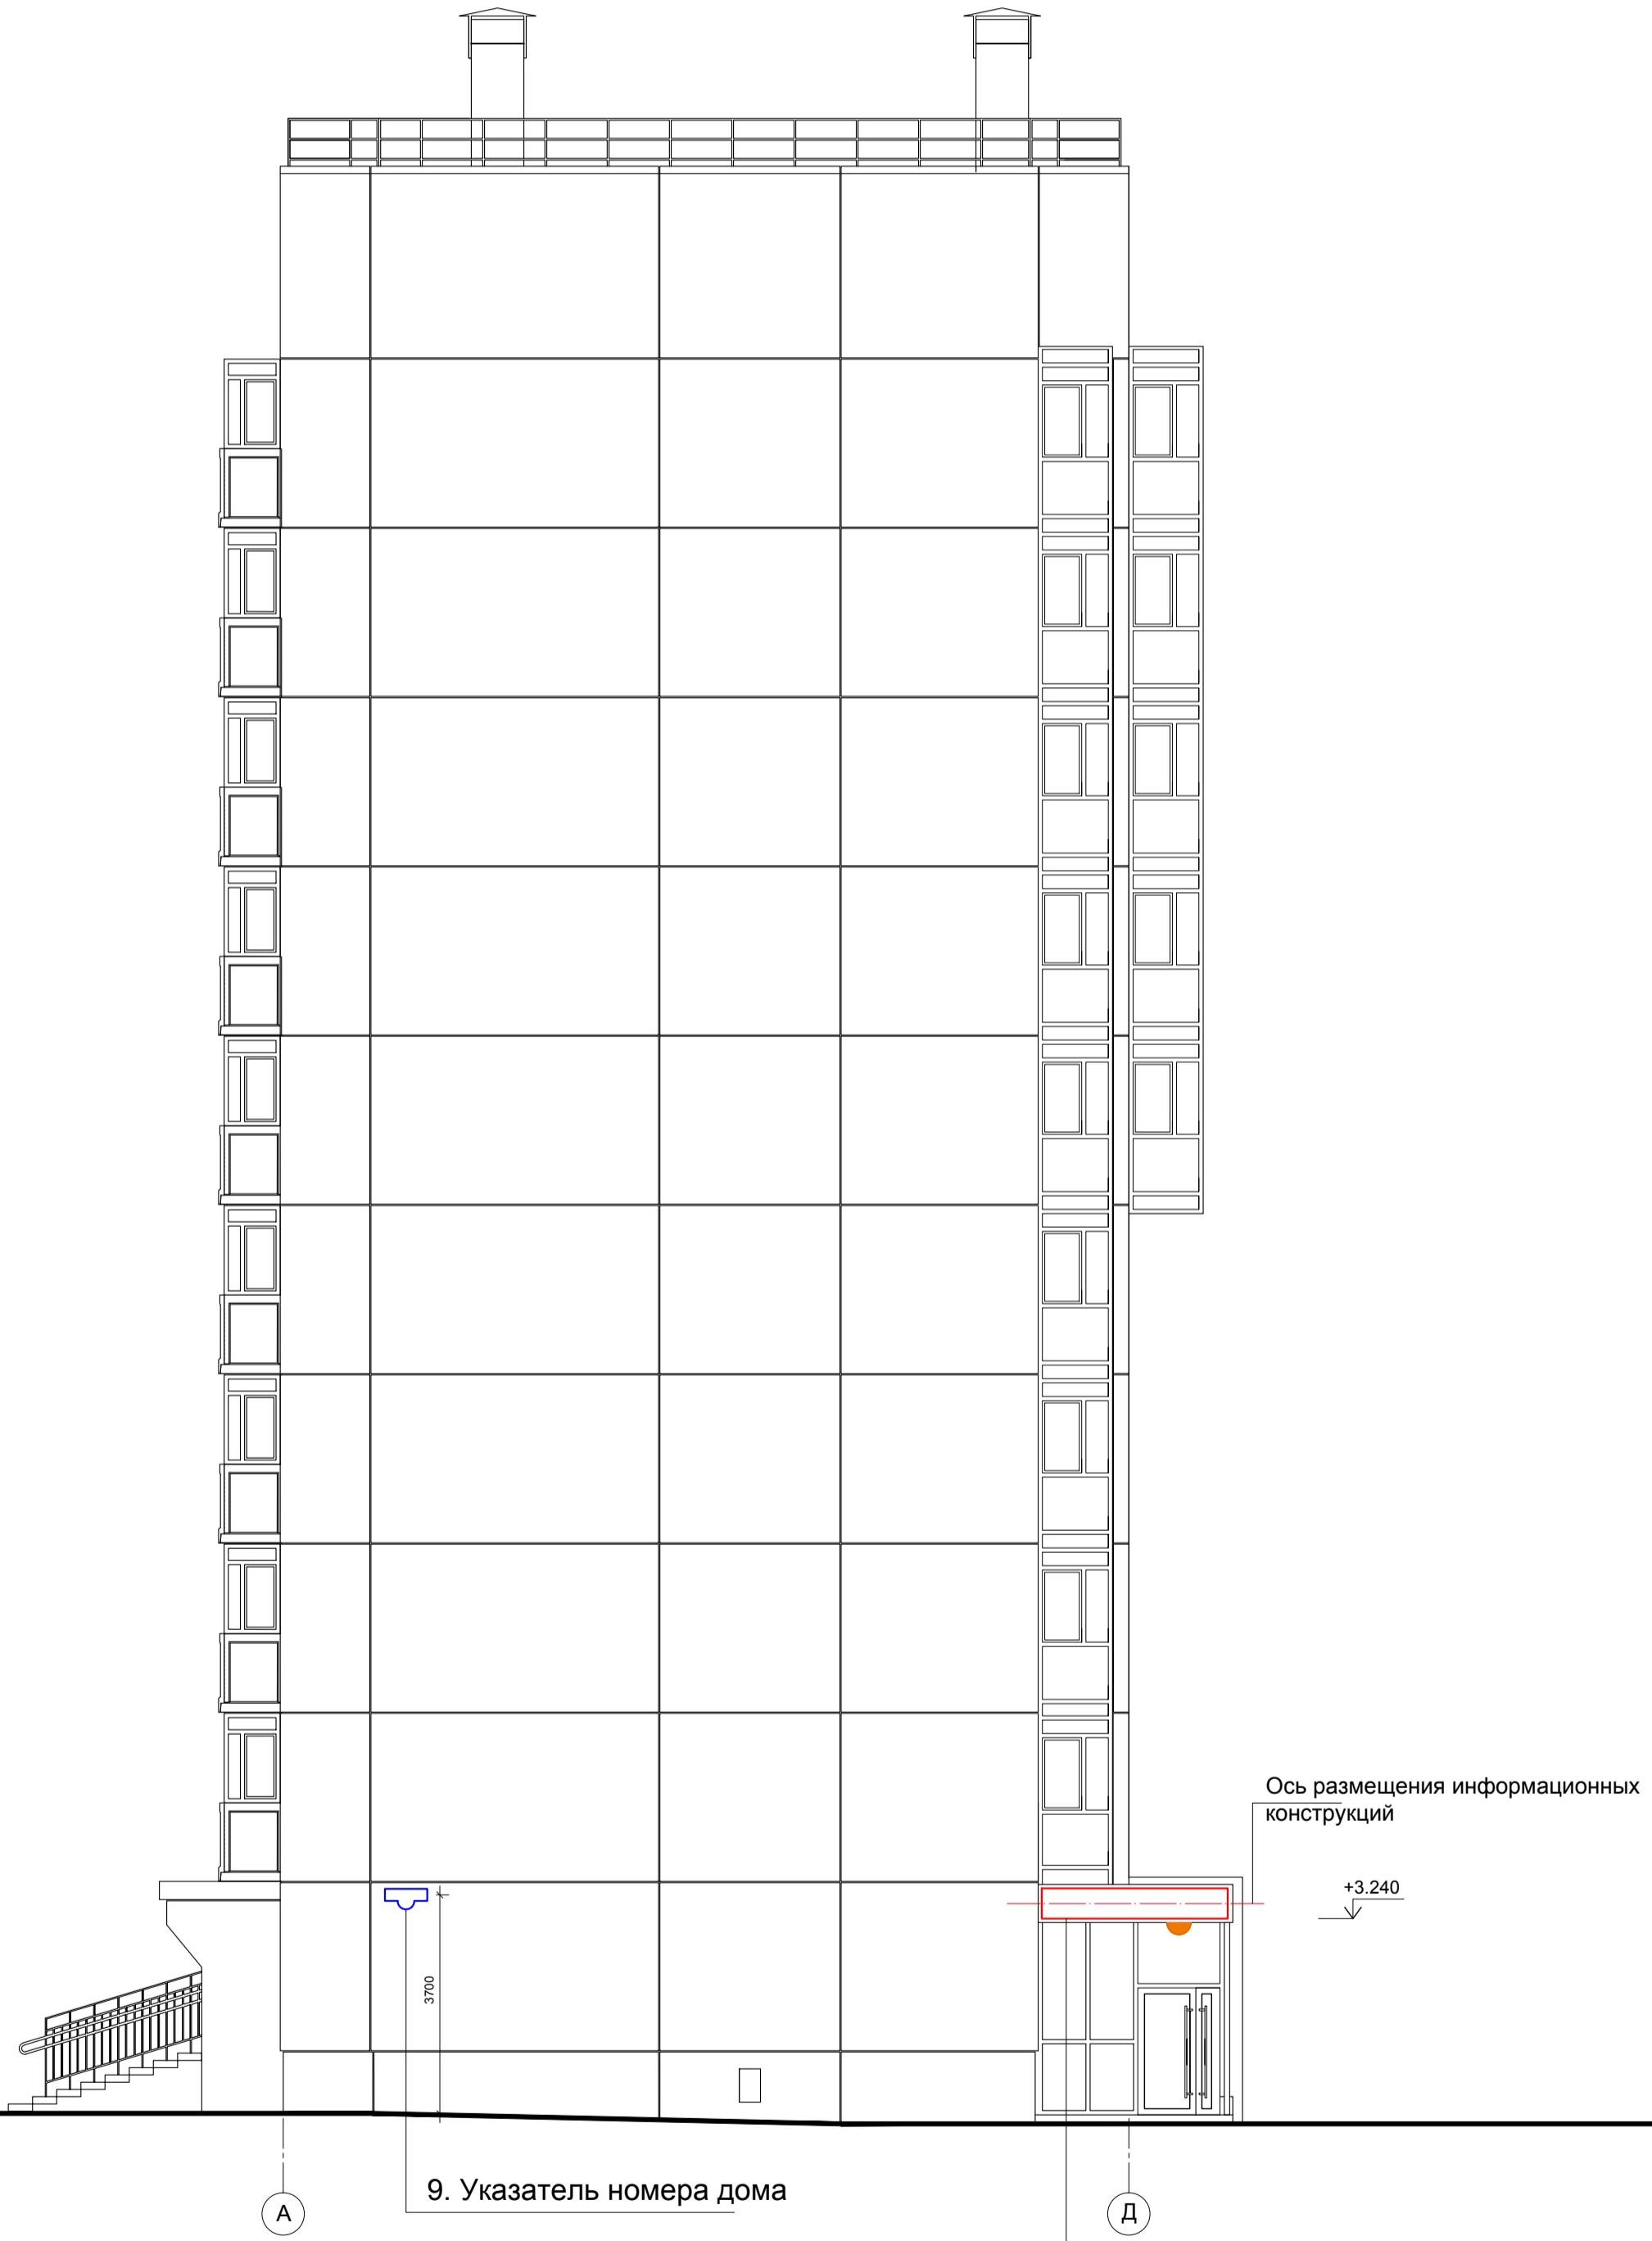 Ось размещения информационных
конструкций
+3.240
3700
9. Указатель номера дома
А
Д